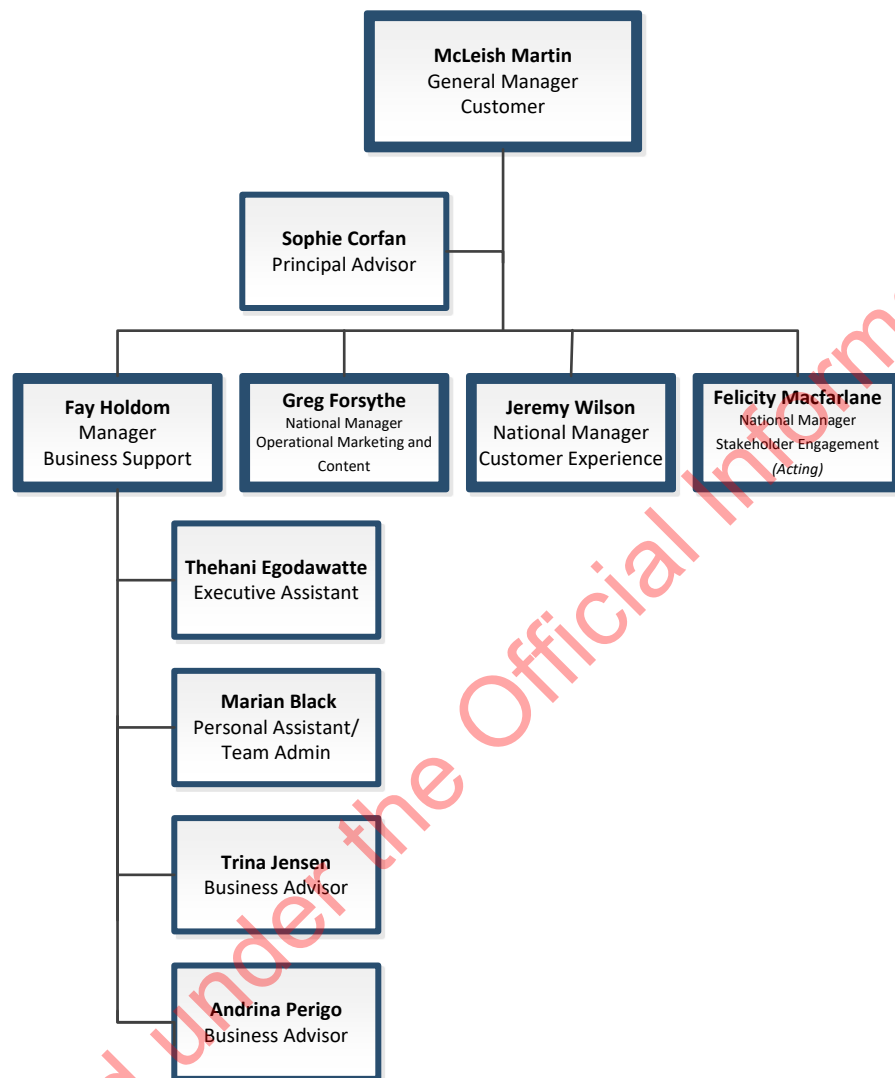 McLeish Martin
General Manager
Customer
Sophie Corfan
Principal Advisor
Fay Holdom
Manager
Business Support
Greg Forsythe
National Manager
Operational Marketing and
Content
Jeremy Wilson
National Manager
Customer Experience
Felicity Macfarlane
National Manager
Stakeholder Engagement
(Acting)
Thehani Egodawatte
Executive Assistant
Marian Black
Personal Assistant/
Team Admin
Trina Jensen
Business Advisor
Andrina Perigo
Business Advisor
under the Official